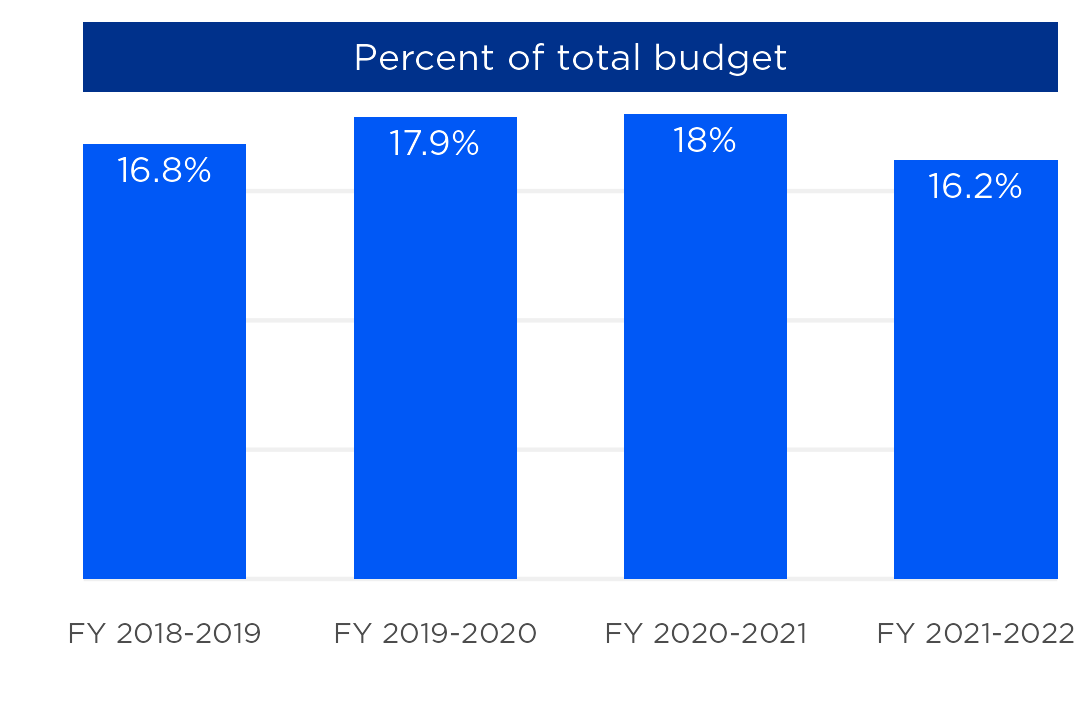 Percent of total budget
16.8%
17.9%
18%
16.2%
FY 2018-2019
FY 2019-2020
FY 2020-2021
FY 2021-2022